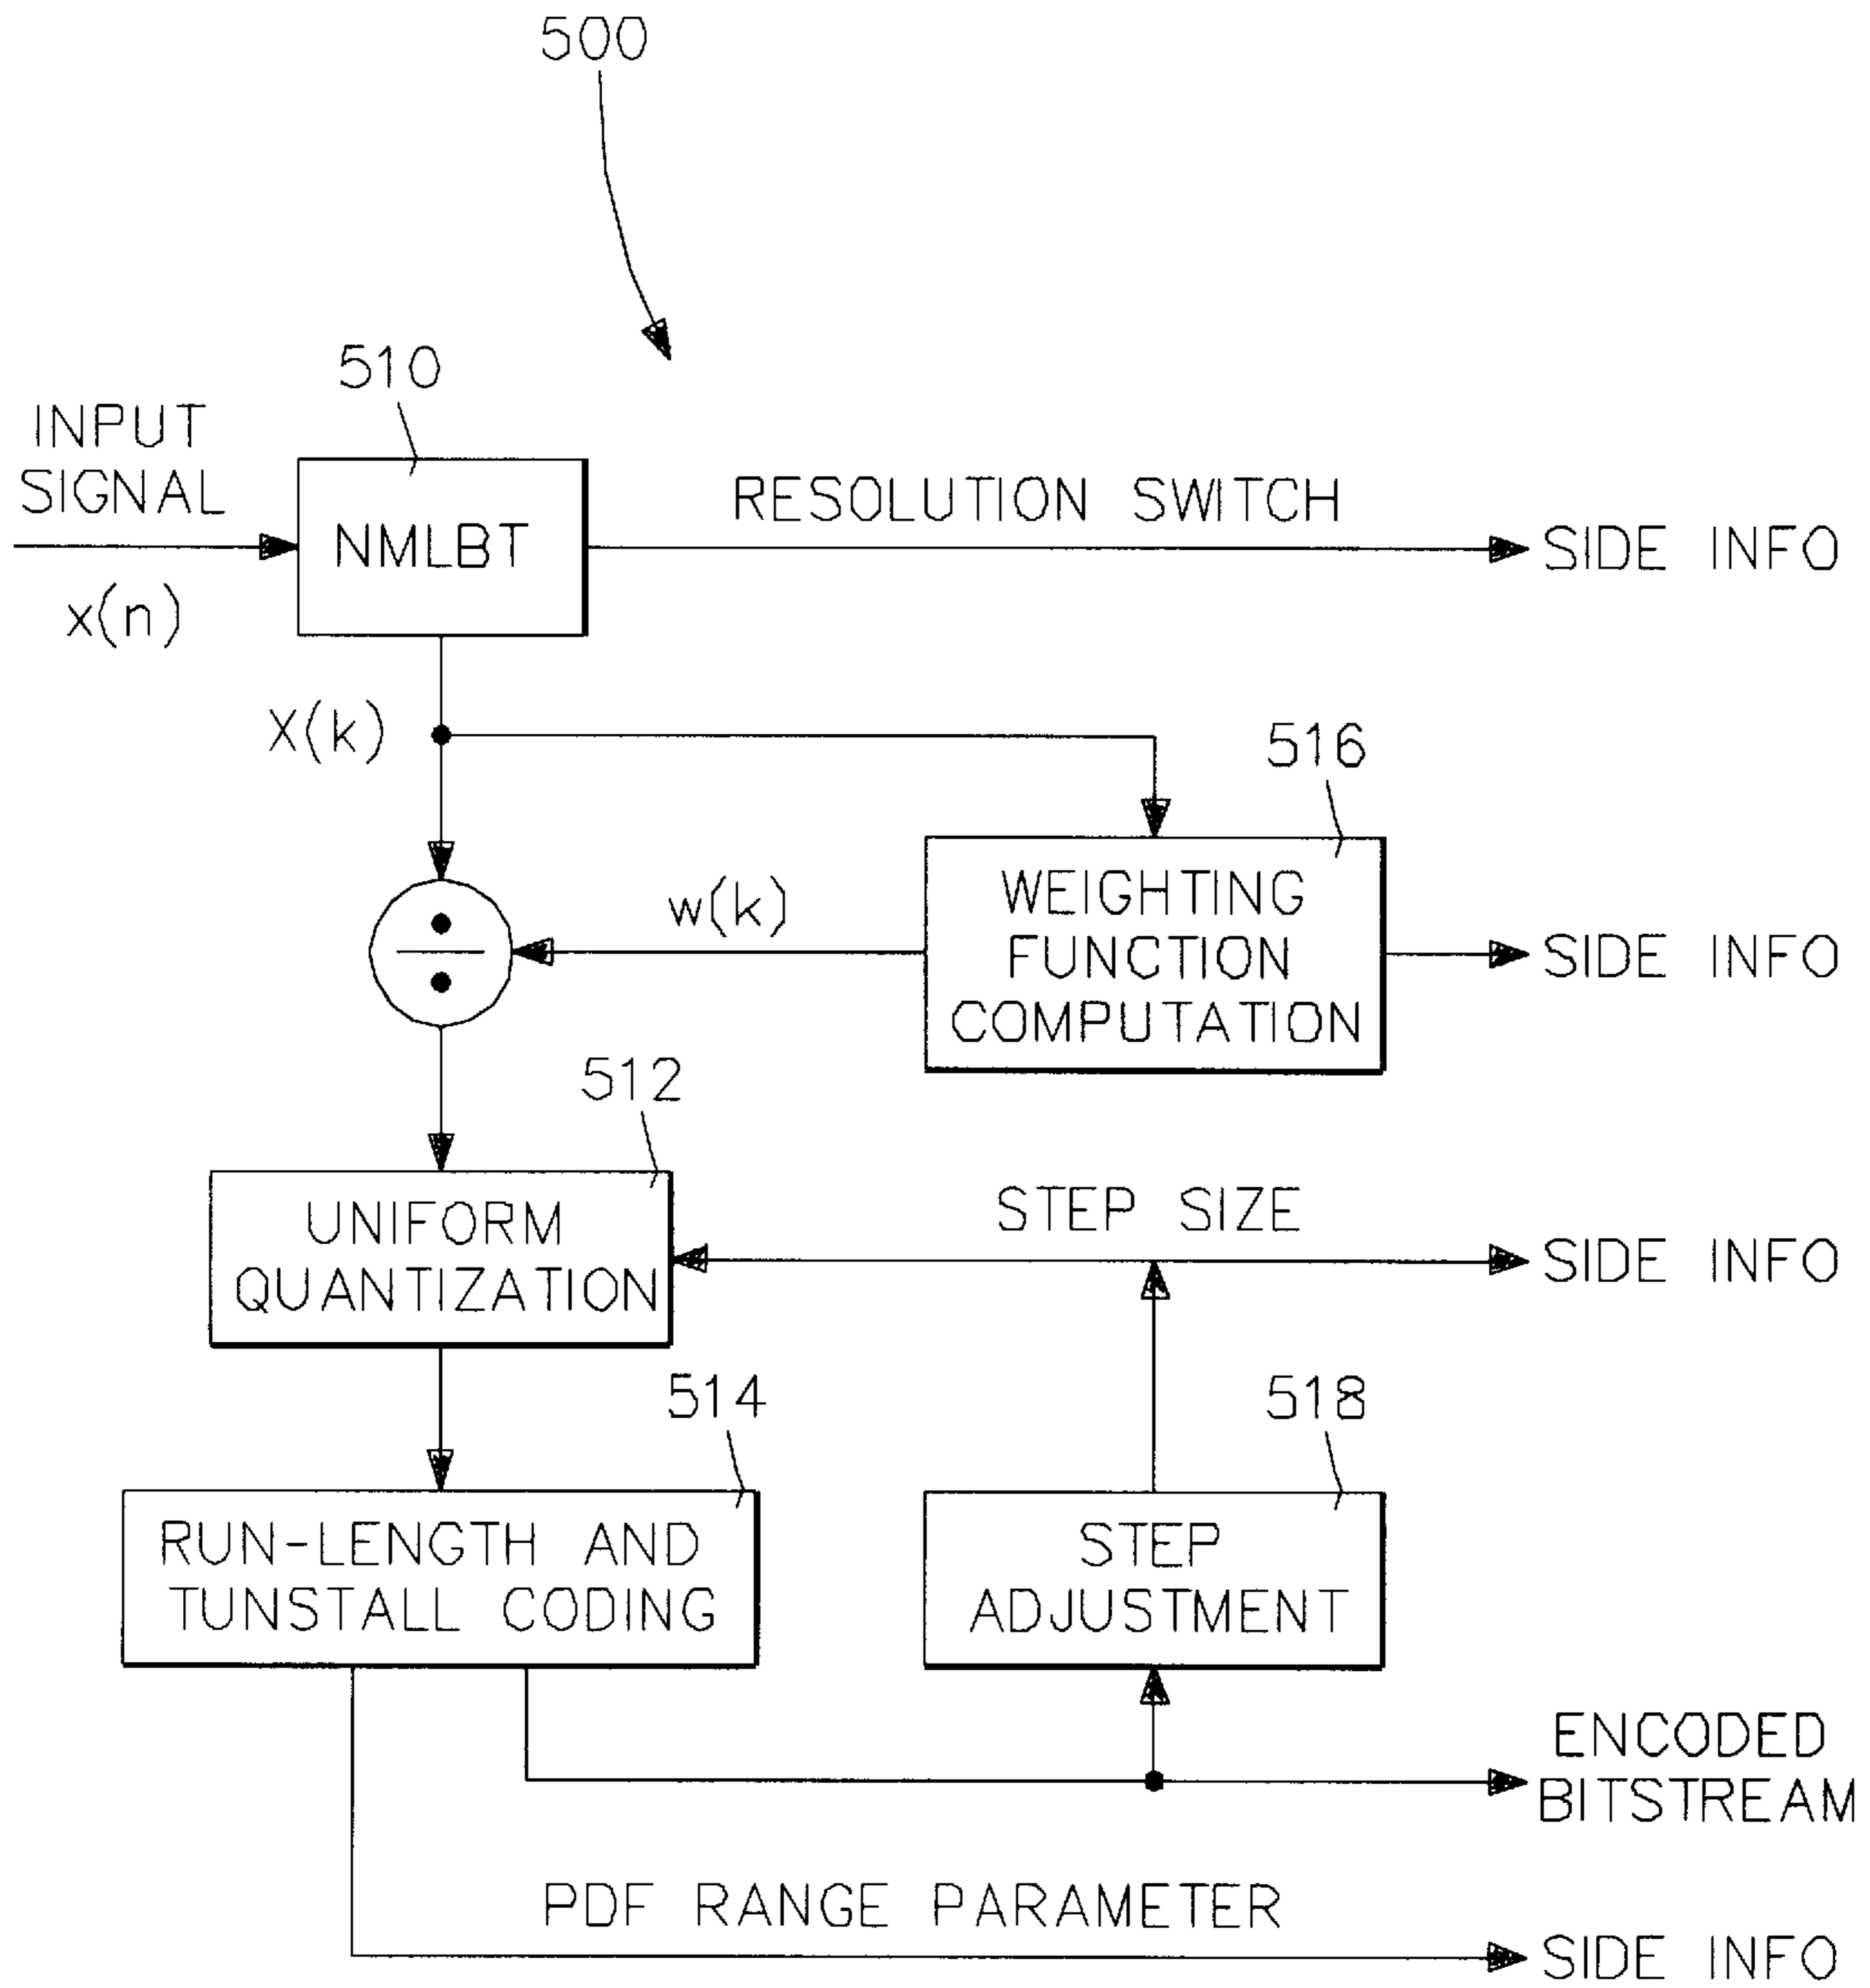 500
510
INPUT
SIGNAL
NMLBT
RESOLUTION SWITCH
SIDE INFO
x(n)
X(k)
516
WEIGHTING
FUNCTION
COMPUTATION
w(k)
SIDE INFO
512
UNIFORM
QUANTIZATION
STEP SIZE
SIDE INFO
514
RUN-LENGTH AND
TUNSTALL CODING
518
STEP
ADJUSTMENT
ENCODED
BITSTREAM
PDF RANGE PARAMETER
SIDE INFO